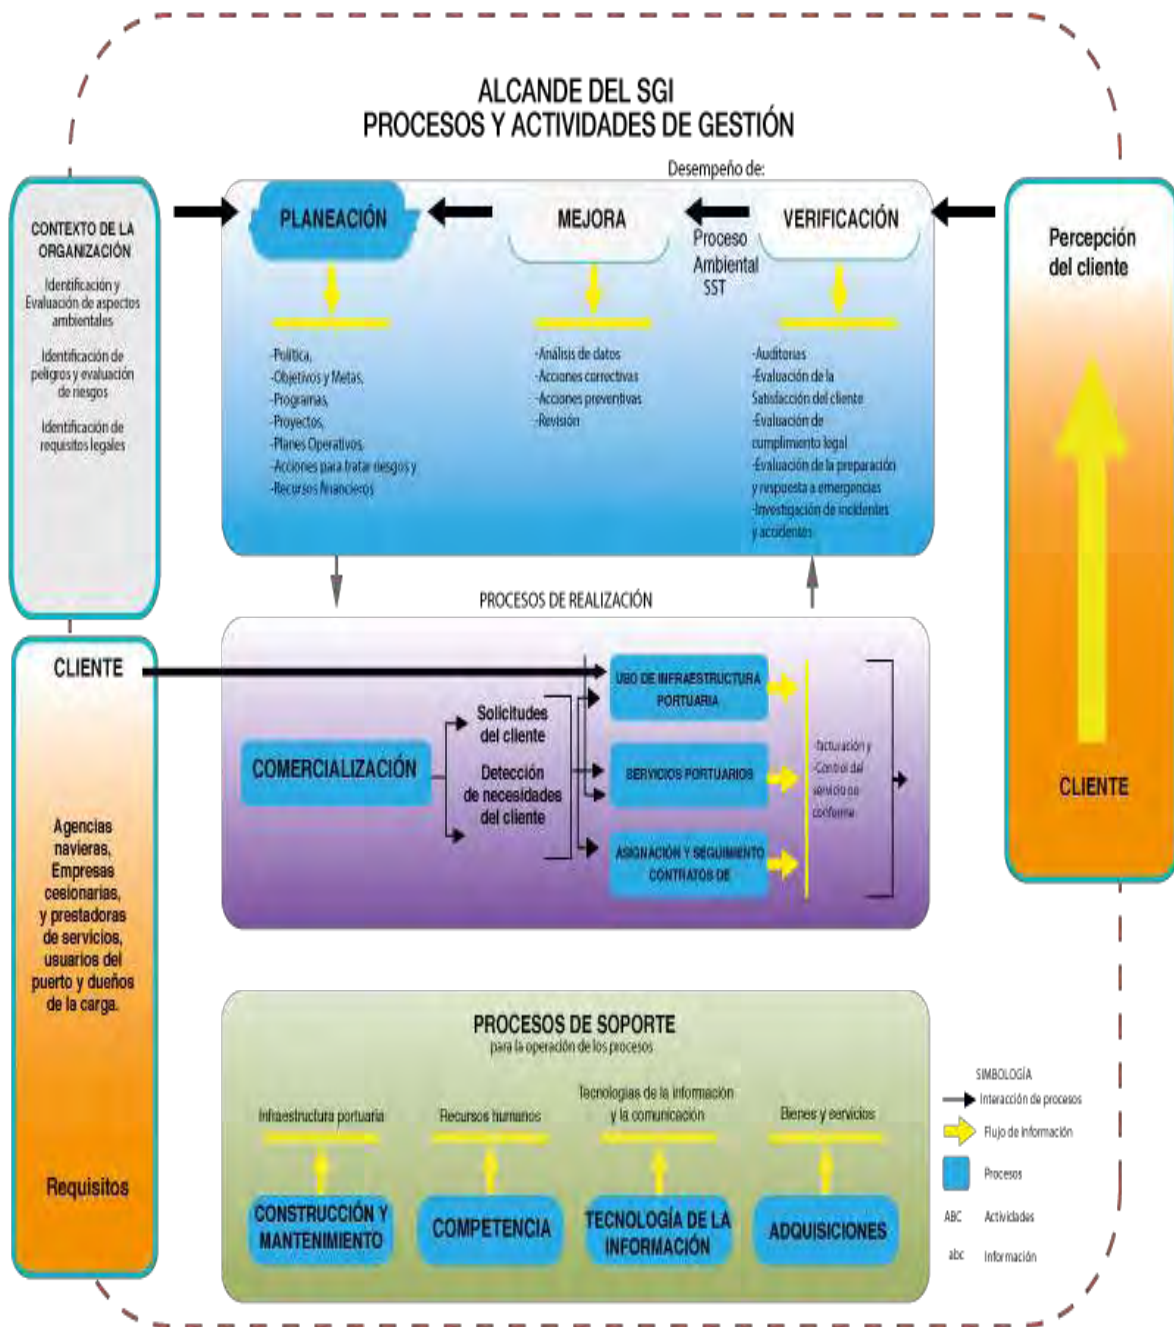 ALCANDE DEL SGI
PROCESOS Y ACTIVIDADES DE GESTIÓN
CONTEXTO DE LA
ORGANIZACIÓN
Identificación y
Evaluación de aspectos
ambientales
Identificación de
peligros y evaluación
de riesgos
Identificación de
requisitos legales
Desempeño de:
PLANEACIÓN
MEJORA
VERIFICACIÓN
Proceso
Ambiental
SST
-Política,
-Objetivos y Metas,
-Programas,
-Proyectos,
-Planes Operativos,
-Acciones para tratar riesgos y
-Recursos financieros
-Análisis de datos
-Acciones correctivas
-Acciones preventivas
-Revisión
-Auditorias
-Evaluación de la
Satisfacción del cliente
-Evaluación de
cumplimiento legal
-Evaluación de la preparación
y respuesta a emergencias
-Investigación de incidentes
y accidentes
Percepción
del cliente
CLIENTE
PROCESOS DE REALIZACIÓN
CLIENTE
Agencias
navieras,
Empresas
cesionarias,
y prestadoras
de servicios,
usuarios del
puerto y dueños
de la carga.
Requisitos
COMERCIALIZACIÓN
Solicitudes
del cliente
Detección
de necesidades
del cliente
USO DE INFRAESTRUCTURA
PORTUARIA
SERVICIOS PORTUARIOS
ASIGNACIÓN Y SEGUIMIENTO
CONTRATOS DE
-facturación y
-Control del
servicio no
conforme
PROCESOS DE SOPORTE
para la operación de los procesos
Infraestructura portuaria
Recursos humanos
Tecnologías de la información
y la comunicación
Bienes y servicios
CONSTRUCCIÓN Y
MANTENIMIENTO
COMPETENCIA
TECNOLOGÍA DE LA
INFORMACIÓN
ADQUISICIONES
SIMBOLOGÍA
Interacción de procesos
Flujo de información
Procesos
ABC Actividades
abc Información